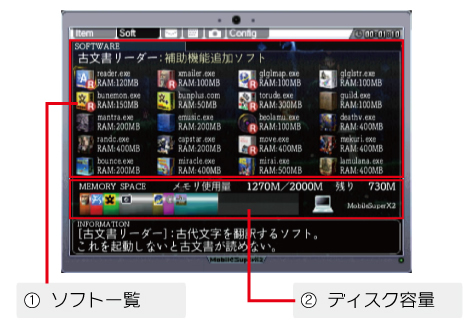 Item Soft Config 00:01:10
SOFTWARE
古文書リーダー:補助機能追加ソフト
reader.exe xmailer.exe glgimap.exe glglstr.exe
RAM:120MB RAM:100MB RAM:100MB RAM:100MB
bunemon.exe bunplus.com torude.exe guild.exe
RAM:150MB RAM:50MB RAM:300MB RAM:100MB
mantra.exe emusic.exe beolamu.exe deathv.exe
RAM:200MB RAM:200MB RAM:100MB RAM:400MB
randc.exe capstar.exe move.exe mekuri.exe
RAM:400MB RAM:200MB RAM:400MB RAM:400MB
bounce.exe miracle.exe mirai.exe lamulana.exe
RAM:200MB RAM:400MB RAM:500MB RAM:200MB
MEMORY SPACE メモリ使用量 1270M/2000M 残り 730M
MobileSuperX2
INFORMATION
[古文書リーダー]:古代文字を翻訳するソフト。
これを起動しないと古文書が読めない。
MobileSuperX2
① ソフト一覧
② ディスク容量